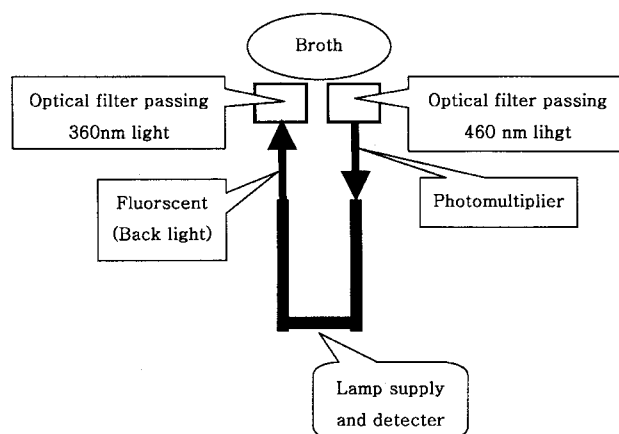 Broth
Optical filter passing
360nm light
Optical filter passing
460 nm lihgt
Fluorscent
(Back light)
Photomultiplier
Lamp supply
and detecter